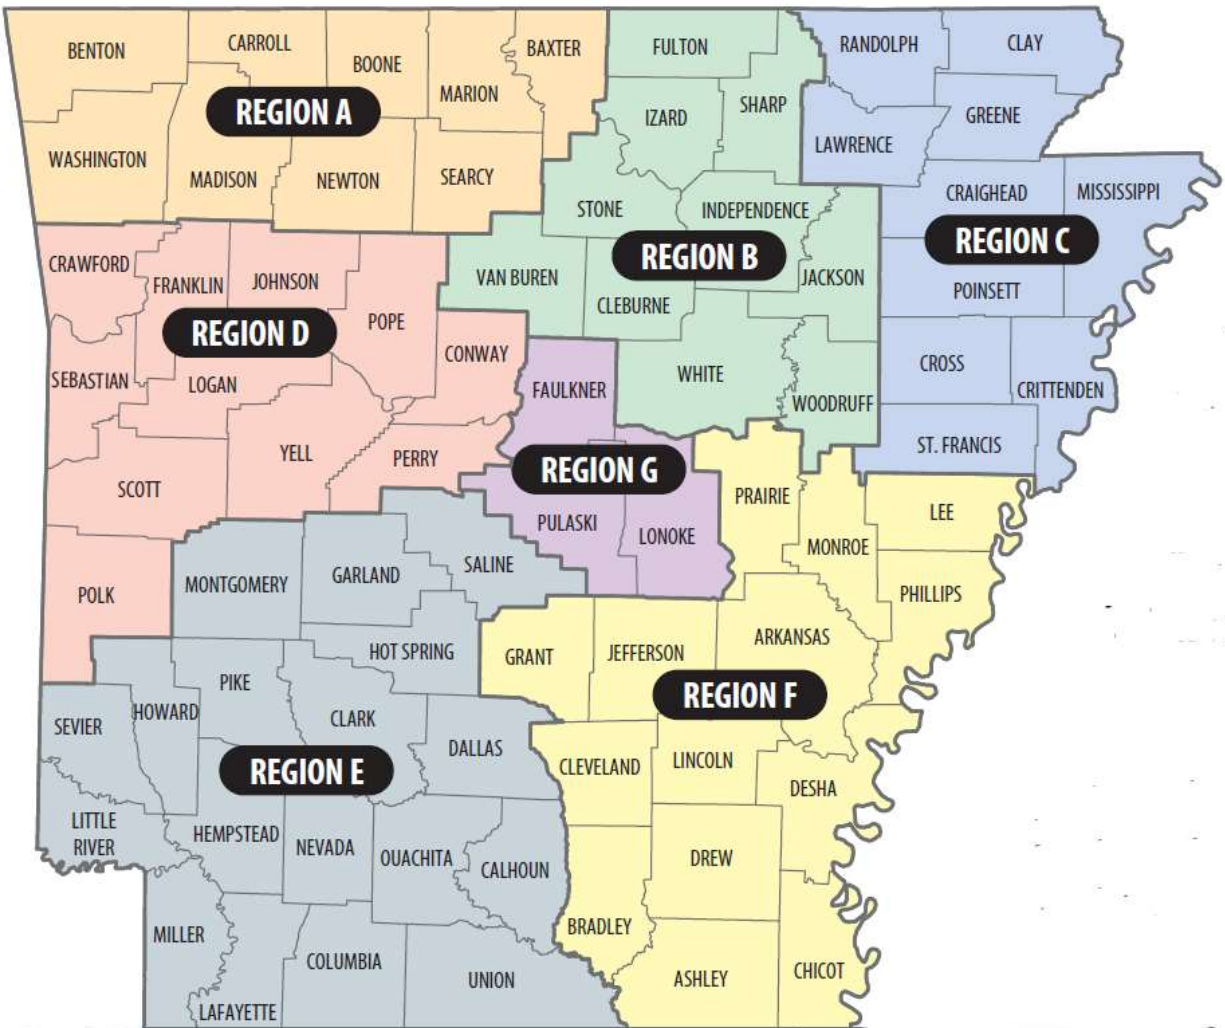 BENTON
CARROLL
BOONE
MARION
BAXTER
FULTON
SHARP
IZARD
RANDOLPH
CLAY
GREENE
LAWRENCE
REGION A
WASHINGTON
MADISON
NEWTON
SEARCY
STONE
INDEPENDENCE
CRAIGHEAD
MISSISSIPPI
REGION B
REGION C
CRAWFORD
FRANKLIN
JOHNSON
POPE
VAN BUREN
CLEBURNE
JACKSON
POINSETT
REGION D
CONWAY
SEBASTIAN
LOGAN
FAULKNER
WHITE
WOODRUFF
CROSS
CRITTENDEN
ST. FRANCIS
SCOTT
YELL
PERRY
REGION G
PULASKI
LONOKE
PRAIRIE
MONROE
LEE
PHILLIPS
POLK
MONTGOMERY
GARLAND
SALINE
HOT SPRING
GRANT
JEFFERSON
ARKANSAS
REGION F
SEVIER
HOWARD
PIKE
CLARK
DALLAS
CLEVELAND
LINCOLN
DESHA
REGION E
LITTLE
RIVER
HEMPSTEAD
NEVADA
OUACHITA
CALHOUN
DREW
BRADLEY
MILLER
LAFAYETTE
COLUMBIA
UNION
ASHLEY
CHICOT